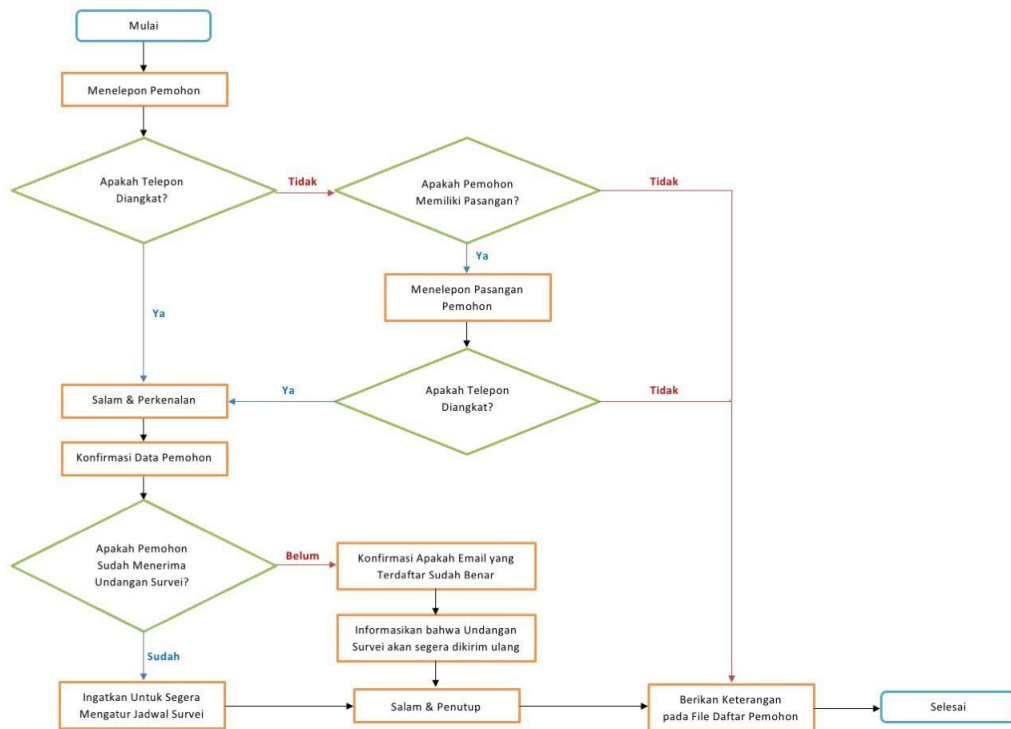 Mulai
Menelepon Pemohon
Apakah Telepon
Diangkat?
Tidak
Apakah Pemohon
Memiliki Pasangan?
Tidak
Ya
Menelepon Pasangan
Pemohon
Ya
Apakah Telepon
Diangkat?
Ya
Tidak
Salam & Perkenalan
Konfirmasi Data Pemohon
Apakah Pemohon
Sudah Menerima
Undangan Survei?
Belum
Konfirmasi Apakah Email yang
Terdaftar Sudah Benar
Informasikan bahwa Undangan
Survei akan segera dikirim ulang
Sudah
Ingatkan Untuk Segera
Mengatur Jadwal Survei
Salam & Penutup
Berikan Keterangan
pada File Daftar Pemohon
Selesai